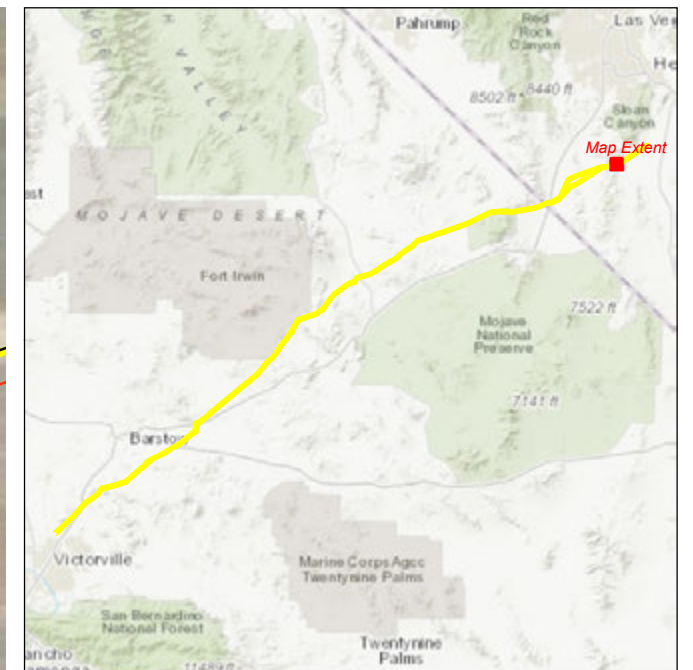 Pahrump
Red
Rock
Canyon
Las Ve
He
8502 ft
8440 ft
Sloan
Canyon
Map Extent
VALLEY
MOJAVE DESERT
Fort Irwin
Mojave
National
Preserve
7522 ft
7141 ft
Barstow
Victorville
Marine Corps Agcc
Twentynine Palms
San Bernardino
National Forest
Twentynine
Palms
11489 ft